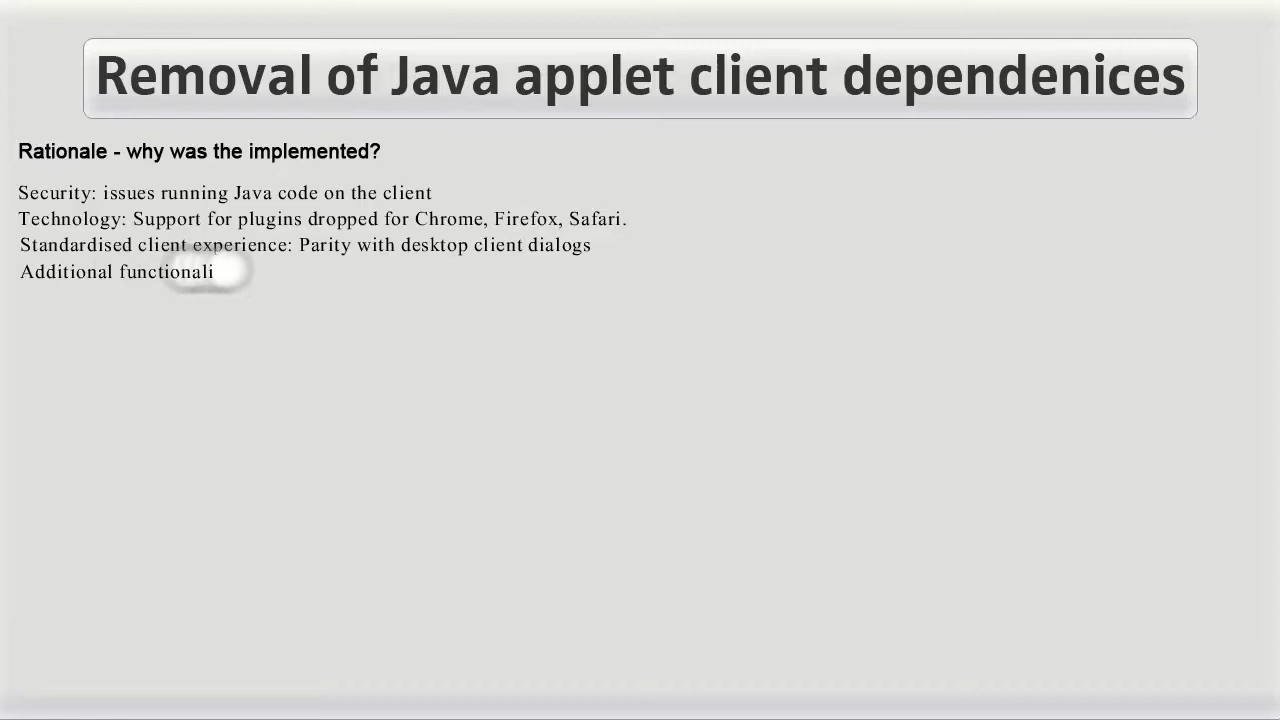 Removal of Java applet client dependenices
Rationale - why was the implemented?
Security: issues running Java code on the client
Technology: Support for plugins dropped for Chrome, Firefox, Safari.
Standardised client experience: Parity with desktop client dialogs
Additional functionali